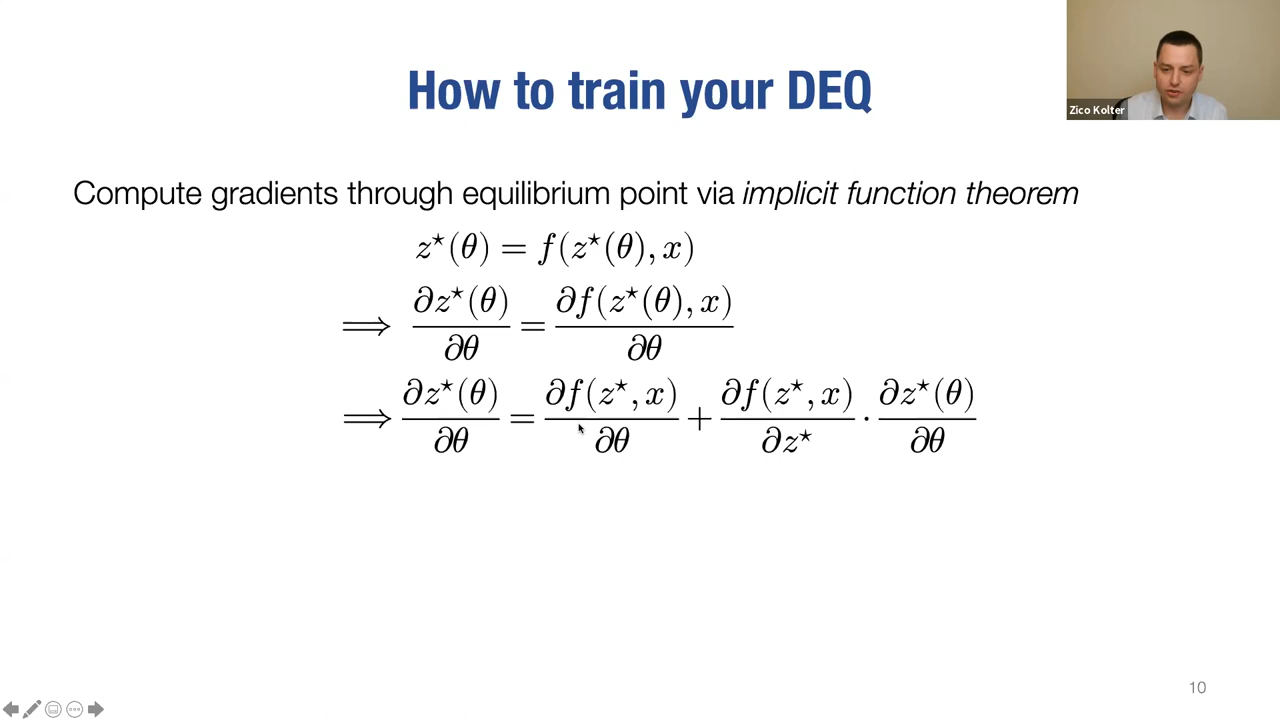 How to train your DEQ
Zico Kolter
Compute gradients through equilibrium point via implicit function theorem
z⋆(θ) = f(z⋆(θ), x)
⟹ ∂z⋆(θ)/∂θ = ∂f(z⋆(θ), x)/∂θ
⟹ ∂z⋆(θ)/∂θ = ∂f(z⋆, x)/∂θ + ∂f(z⋆, x)/∂z⋆ · ∂z⋆(θ)/∂θ
10